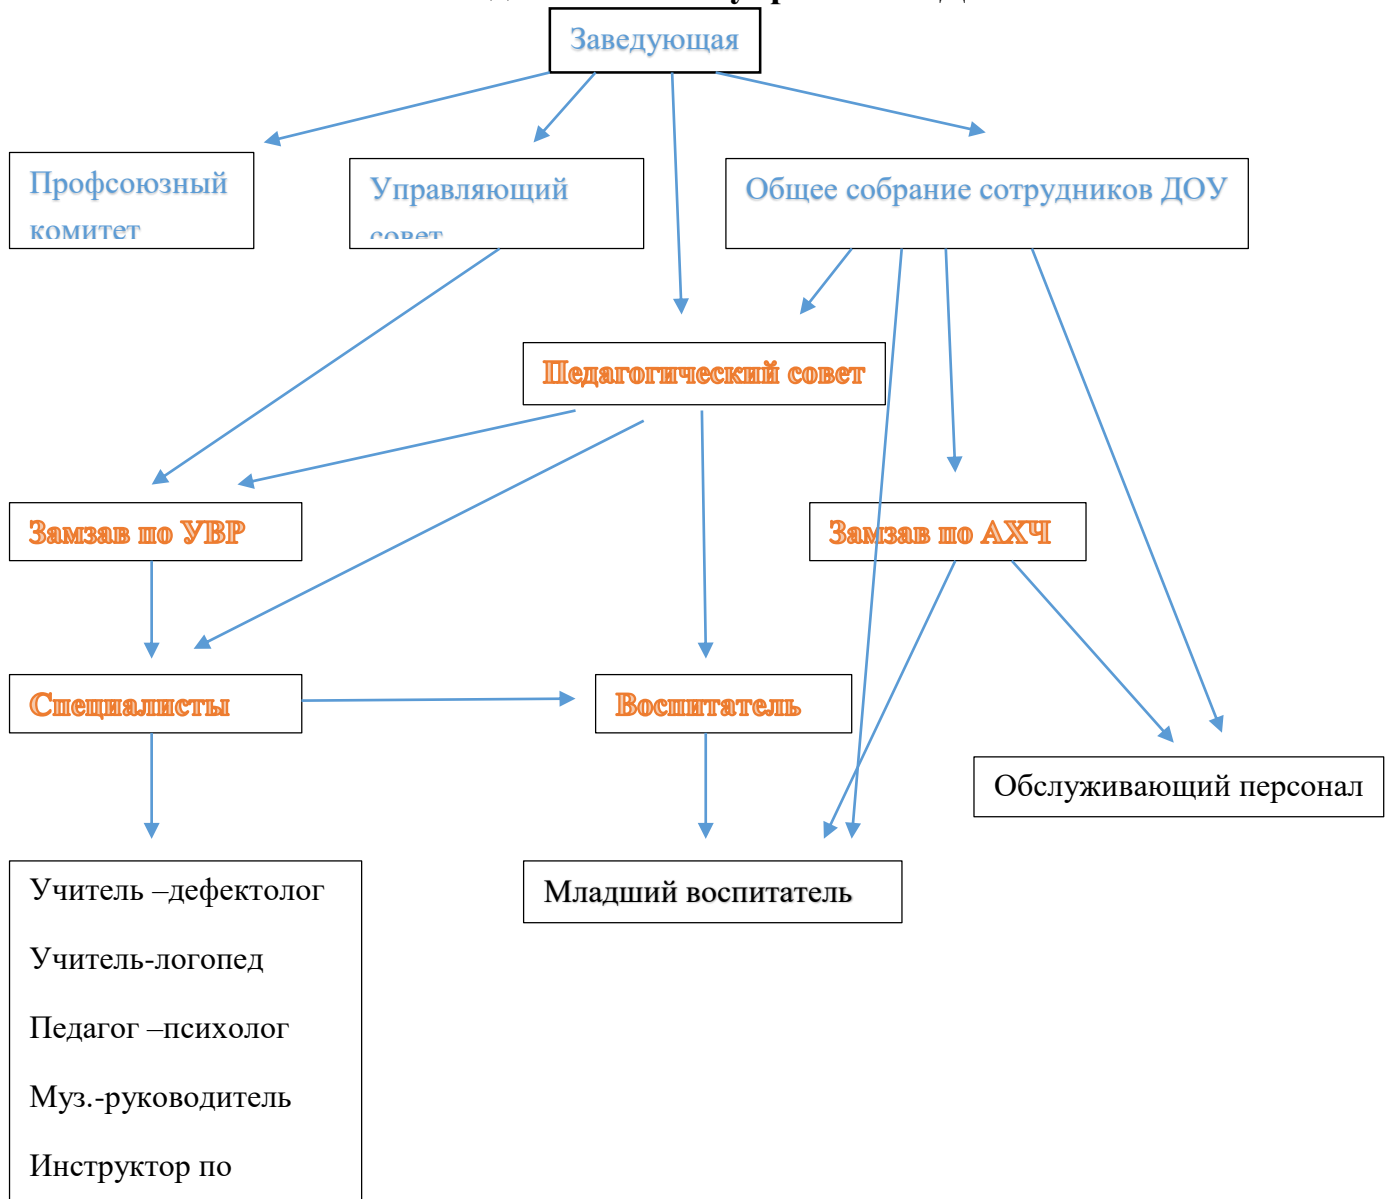 Заведующая
Профсоюзный
комитет
Управляющий
совет
Общее собрание сотрудников ДОУ
Педагогический совет
Замзав по УВР
Замзав по АХЧ
Специалисты
Воспитатель
Обслуживающий персонал
Учитель –дефектолог
Учитель-логопед
Педагог –психолог
Муз.-руководитель
Инструктор по
Младший воспитатель